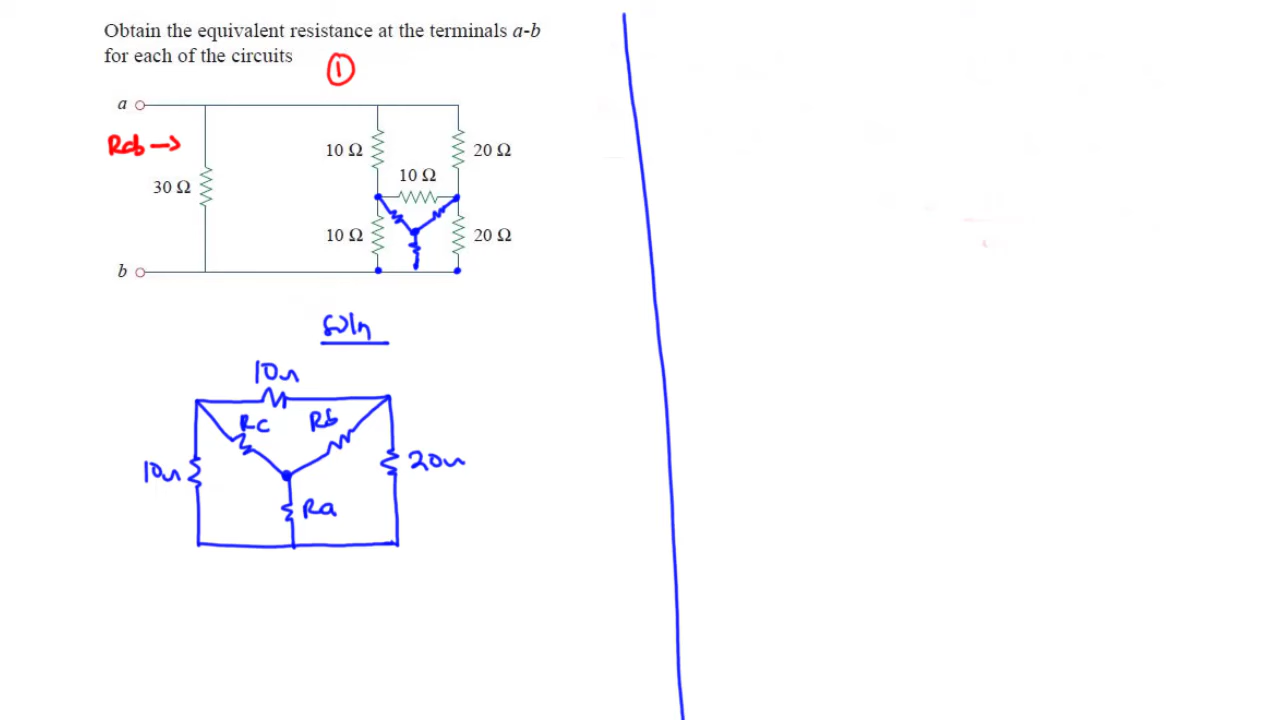 Obtain the equivalent resistance at the terminals a-b
for each of the circuits
①
a
Rab →
10 Ω
20 Ω
10 Ω
30 Ω
10 Ω
20 Ω
b
soln
10Ω
Rc
Rb
10Ω
20Ω
Ra